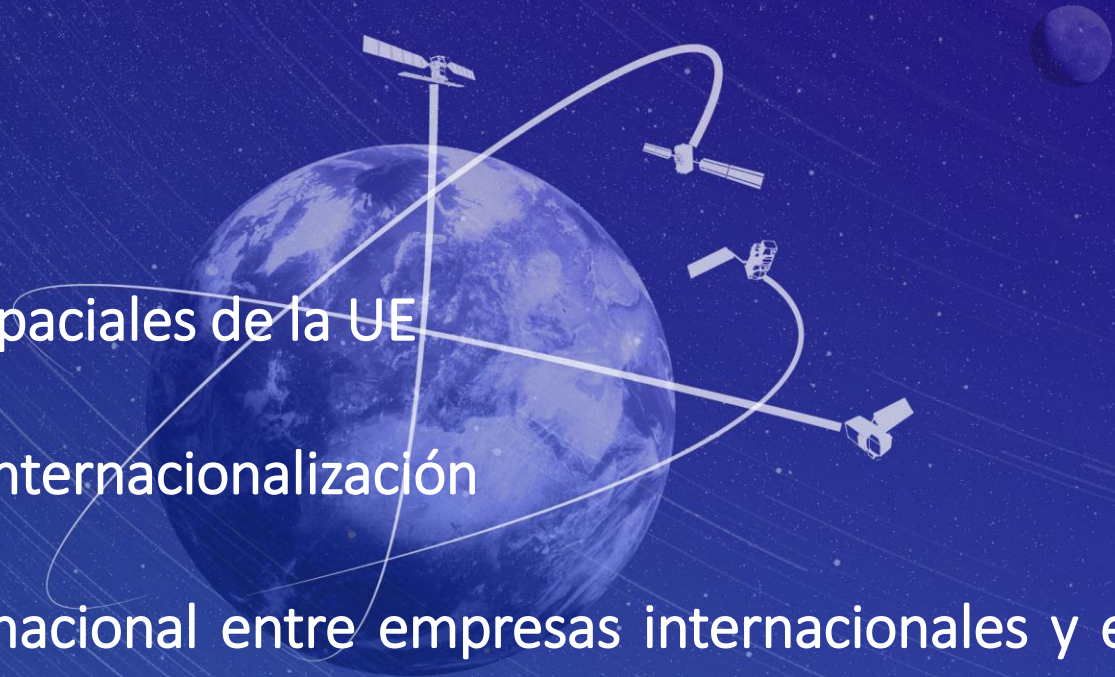 paciales de la UE
nternacionalización
nacional entre empresas internacionales y e